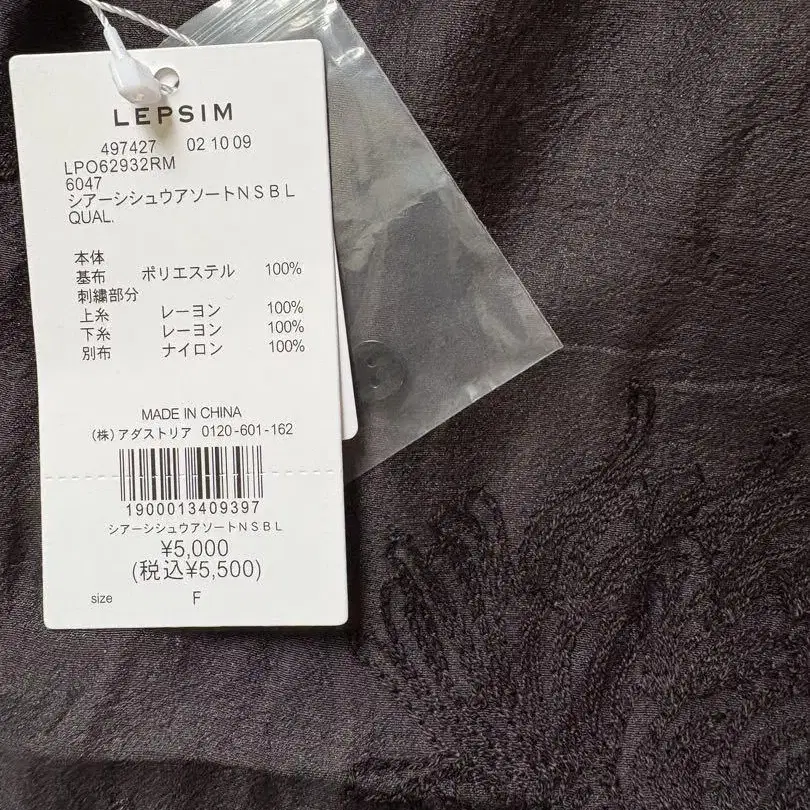 LEPSIM
497427 02 10 09
LPO62932RM
6047
シアーシシュウアソートNSBL
QUAL.
本体
基布 ポリエステル 100%
刺繍部分
上糸 レーヨン 100%
下糸 レーヨン 100%
別布 ナイロン 100%
MADE IN CHINA
(株)アダストリア 0120-601-162
1900013409397
シアーシシュウアソートNSBL
¥5,000
(税込¥5,500)
size F